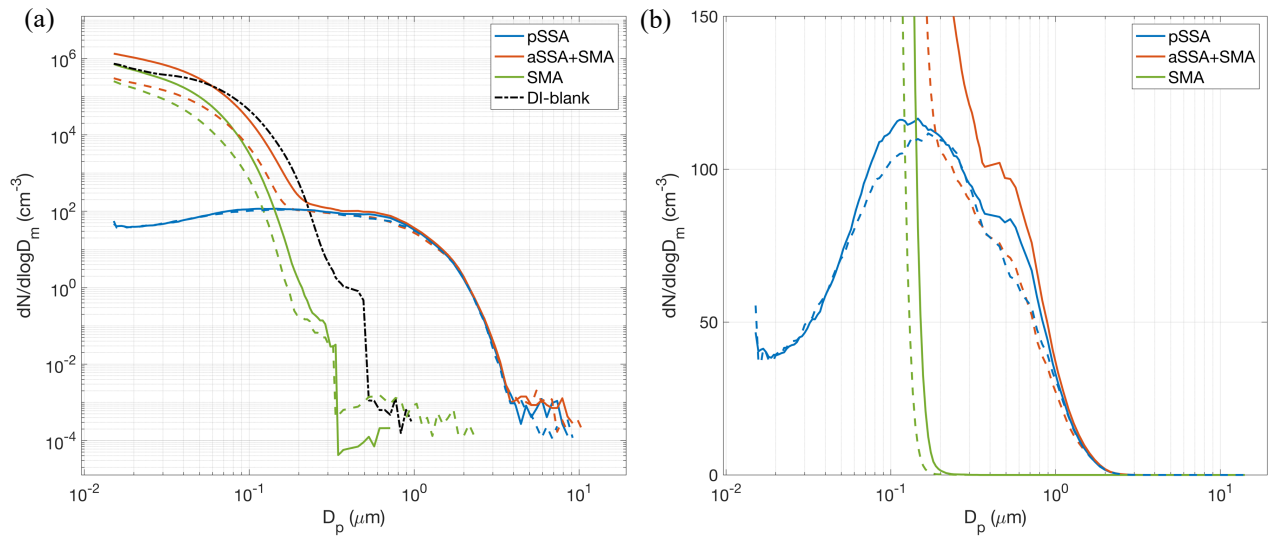 (a)
pSSA
aSSA+SMA
SMA
DI-blank
10^6
10^4
10^2
10^0
10^-2
10^-4
dN/dlogD_m (cm^-3)
10^-2
10^-1
10^0
10^1
D_p (μm)
(b)
pSSA
aSSA+SMA
SMA
150
100
50
0
dN/dlogD_m (cm^-3)
10^-2
10^-1
10^0
10^1
D_p (μm)